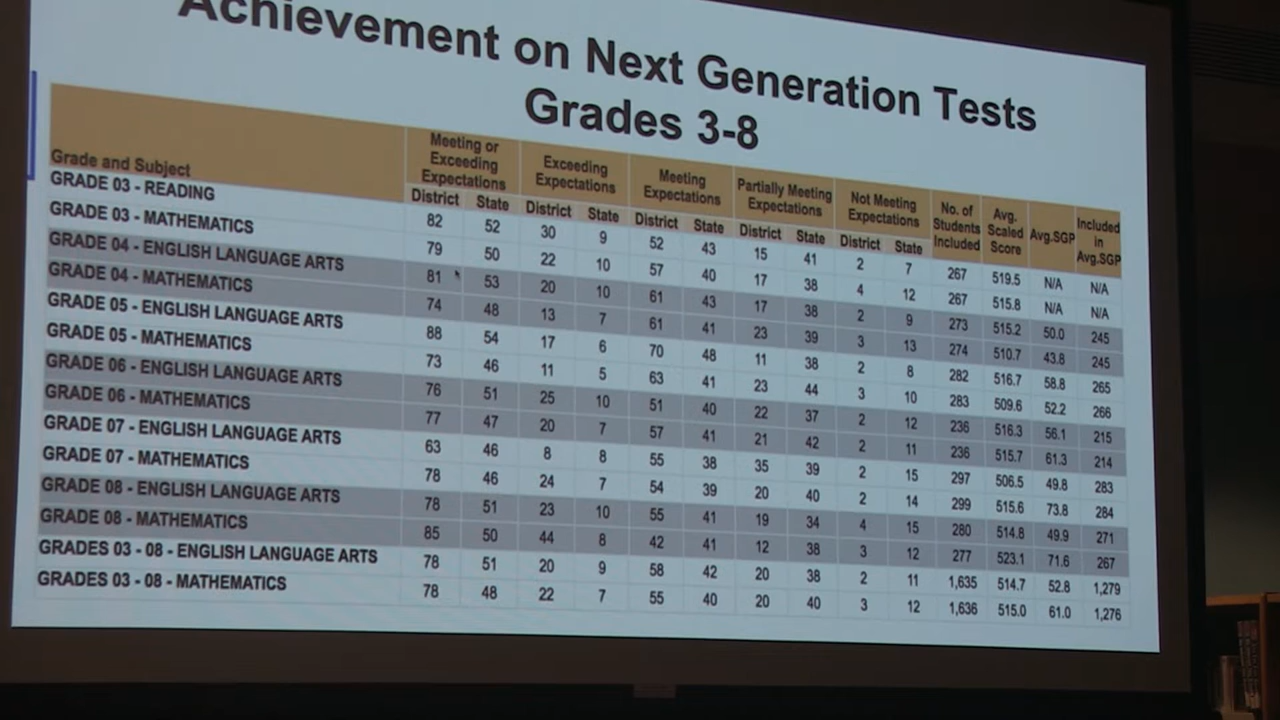 Achievement on Next Generation Tests
Grades 3-8
Grade and Subject Meeting or Exceeding Expectations Exceeding Expectations Meeting Expectations Partially Meeting Expectations Not Meeting Expectations No. of Students Included Avg. Scaled Score Avg.SGP Included in Avg.SGP
District State District State District State District State District State
GRADE 03 - READING 82 52 30 9 52 43 15 41 2 7 267 519.5 N/A N/A
GRADE 03 - MATHEMATICS 79 50 22 10 57 40 17 38 4 12 267 515.8 N/A N/A
GRADE 04 - ENGLISH LANGUAGE ARTS 81 53 20 10 61 43 17 38 2 9 273 515.2 50.0 245
GRADE 04 - MATHEMATICS 74 48 13 7 61 41 23 39 3 13 274 510.7 43.8 245
GRADE 05 - ENGLISH LANGUAGE ARTS 88 54 17 6 70 48 11 38 2 8 282 516.7 58.8 265
GRADE 05 - MATHEMATICS 73 46 11 5 63 41 23 44 3 10 283 509.6 52.2 266
GRADE 06 - ENGLISH LANGUAGE ARTS 76 51 25 10 51 40 22 37 2 12 236 516.3 56.1 215
GRADE 06 - MATHEMATICS 77 47 20 7 57 41 21 42 2 11 236 515.7 61.3 214
GRADE 07 - ENGLISH LANGUAGE ARTS 63 46 8 8 55 38 35 39 2 15 297 506.5 49.8 283
GRADE 07 - MATHEMATICS 78 46 24 7 54 39 20 40 2 14 299 515.6 73.8 284
GRADE 08 - ENGLISH LANGUAGE ARTS 78 51 23 10 55 41 19 34 4 15 280 514.8 49.9 271
GRADE 08 - MATHEMATICS 85 50 44 8 42 41 12 38 3 12 277 523.1 71.6 267
GRADES 03 - 08 - ENGLISH LANGUAGE ARTS 78 51 20 9 58 42 20 38 2 11 1,635 514.7 52.8 1,279
GRADES 03 - 08 - MATHEMATICS 78 48 22 7 55 40 20 40 3 12 1,636 515.0 61.0 1,276